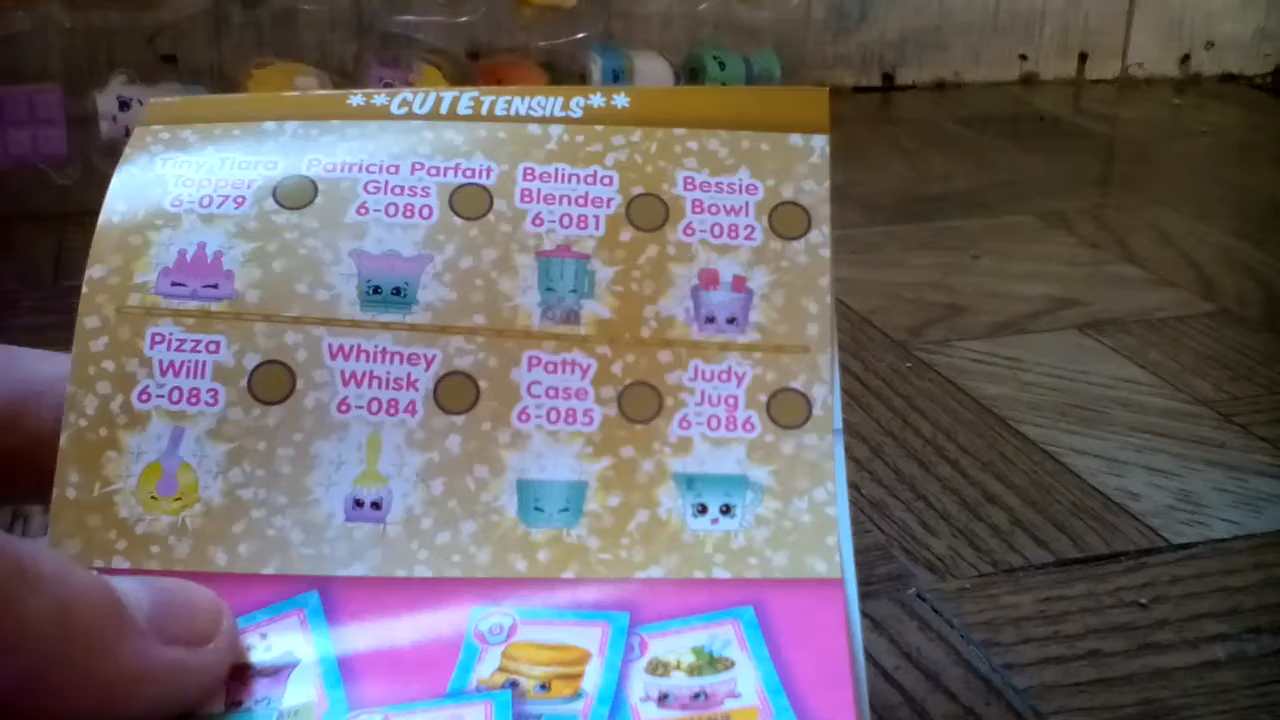 **CUTETENSILS**
Tiny Tiara
Topper
6-079
Patricia Parfait
Glass
6-080
Belinda
Blender
6-081
Bessie
Bowl
6-082
Pizza
Will
6-083
Whitney
Whisk
6-084
Patty
Case
6-085
Judy
Jug
6-086